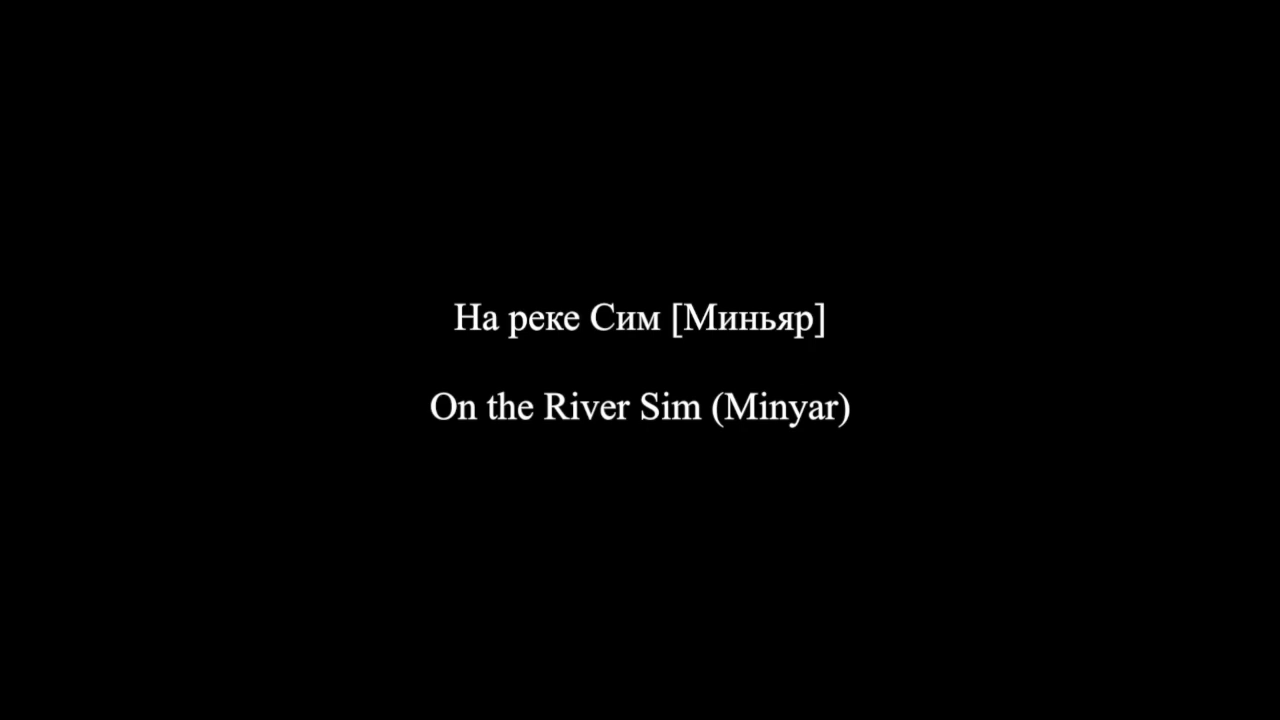 На реке Сим [Миньяр]
On the River Sim (Minyar)